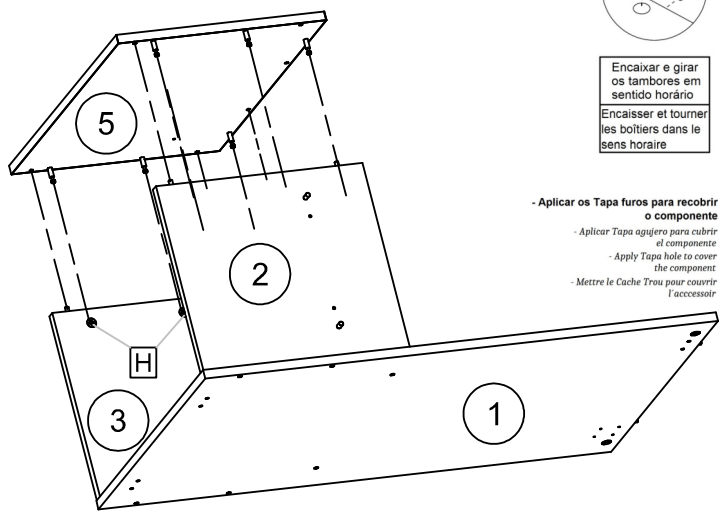 5
Encaixar e girar
os tambores em
sentido horário
Encaisser et tourner
les boîtiers dans le
sens horaire
- Aplicar os Tapa furos para recobrir
o componente
- Aplicar Tapa agujero para cubrir
el componente
- Apply Tapa hole to cover
the component
- Mettre le Cache Trou pour couvrir
l'acccessoir
2
H
3
1